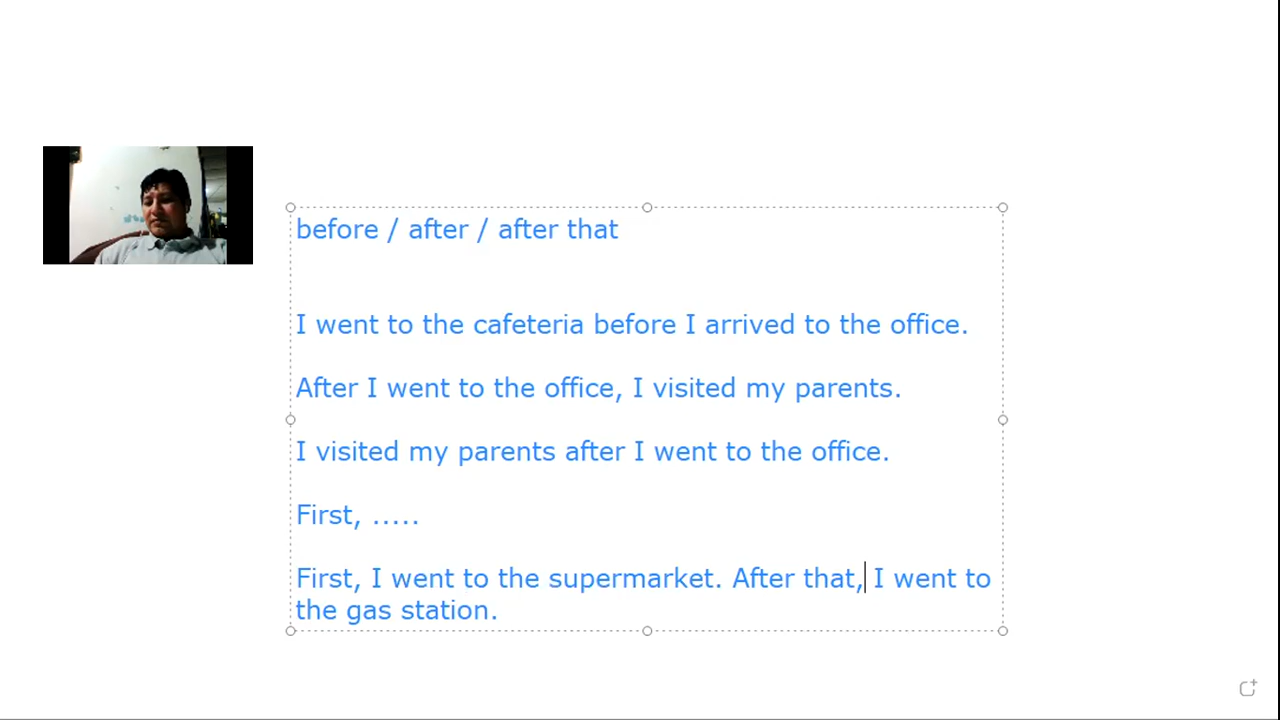 before / after / after that
I went to the cafeteria before I arrived to the office.
After I went to the office, I visited my parents.
I visited my parents after I went to the office.
First, .....
First, I went to the supermarket. After that, I went to
the gas station.